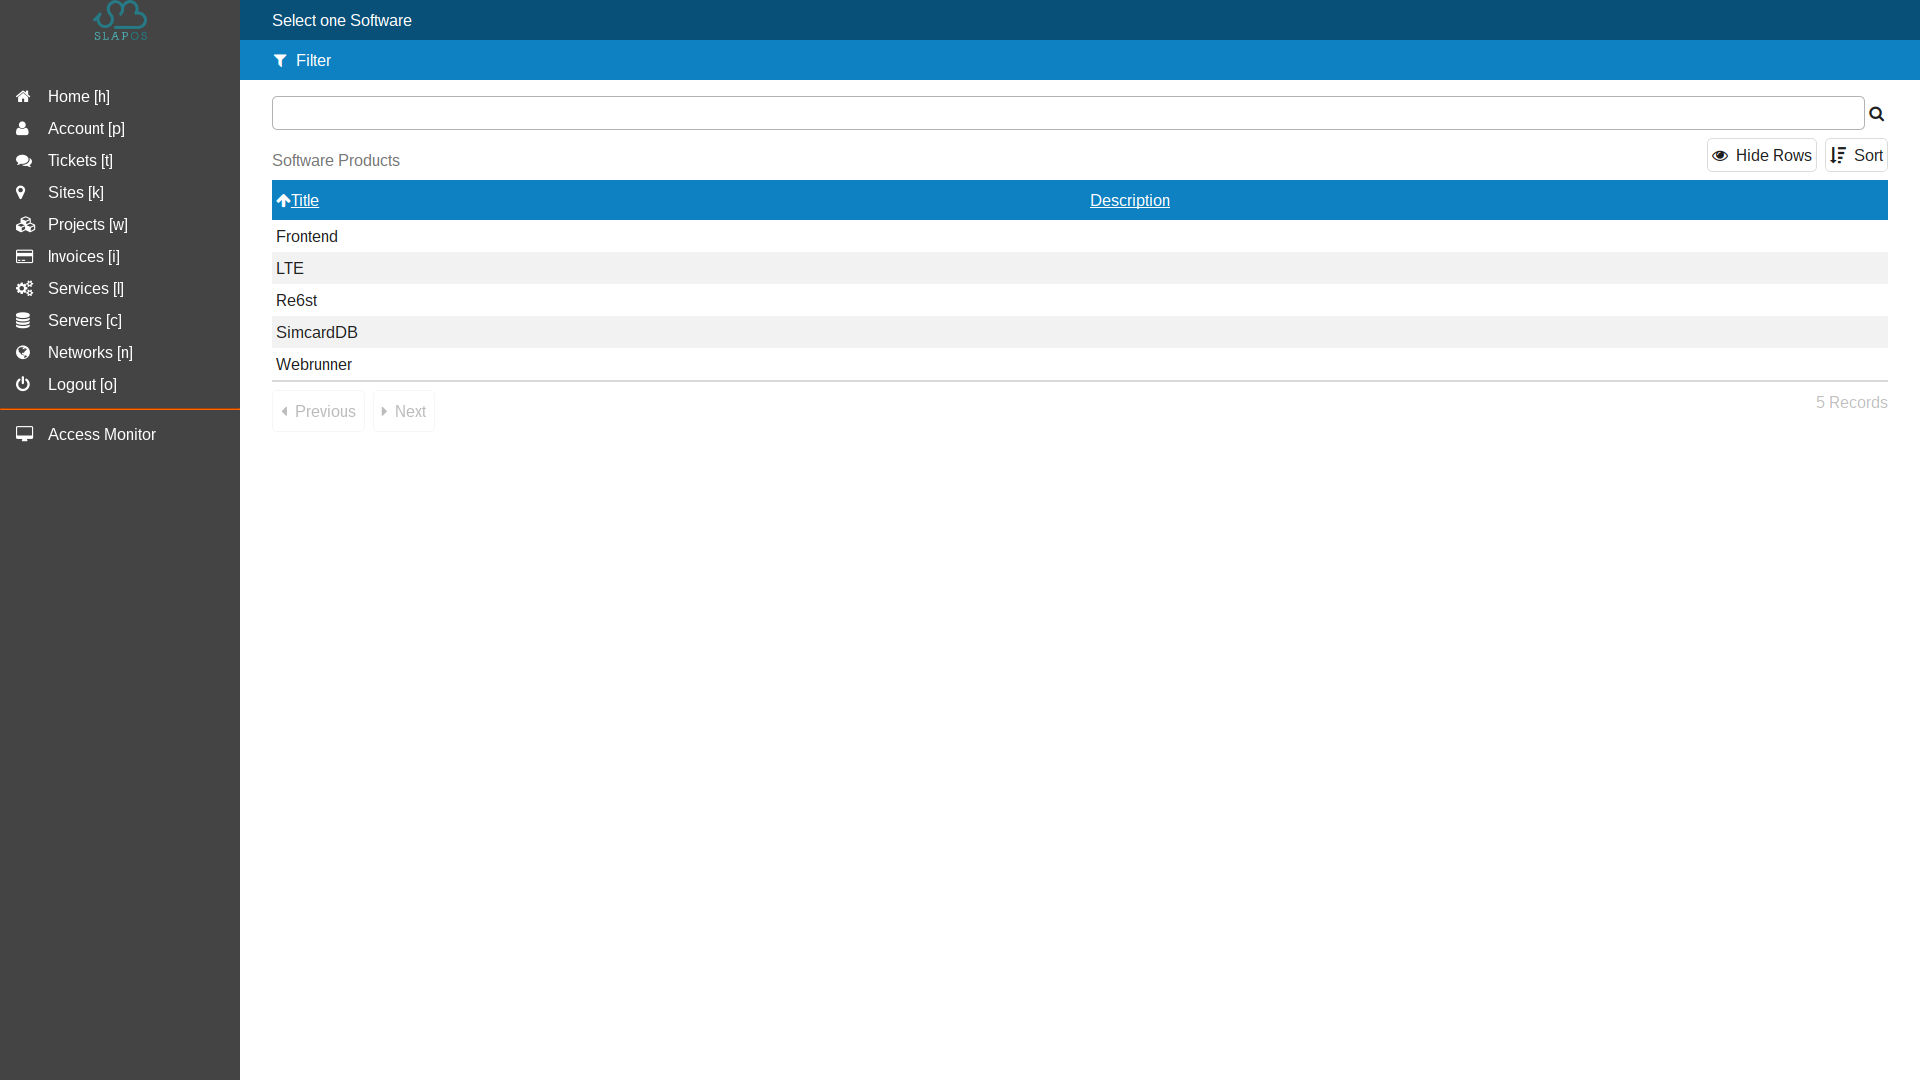 SLAPOS
Select one Software
Filter
Home [h]
Account [p]
Tickets [t]
Sites [k]
Projects [w]
Invoices [i]
Services [l]
Servers [c]
Networks [n]
Logout [o]
Access Monitor
Software Products
Hide Rows
Sort
Title
Description
Frontend
LTE
Re6st
SimcardDB
Webrunner
Previous
Next
5 Records